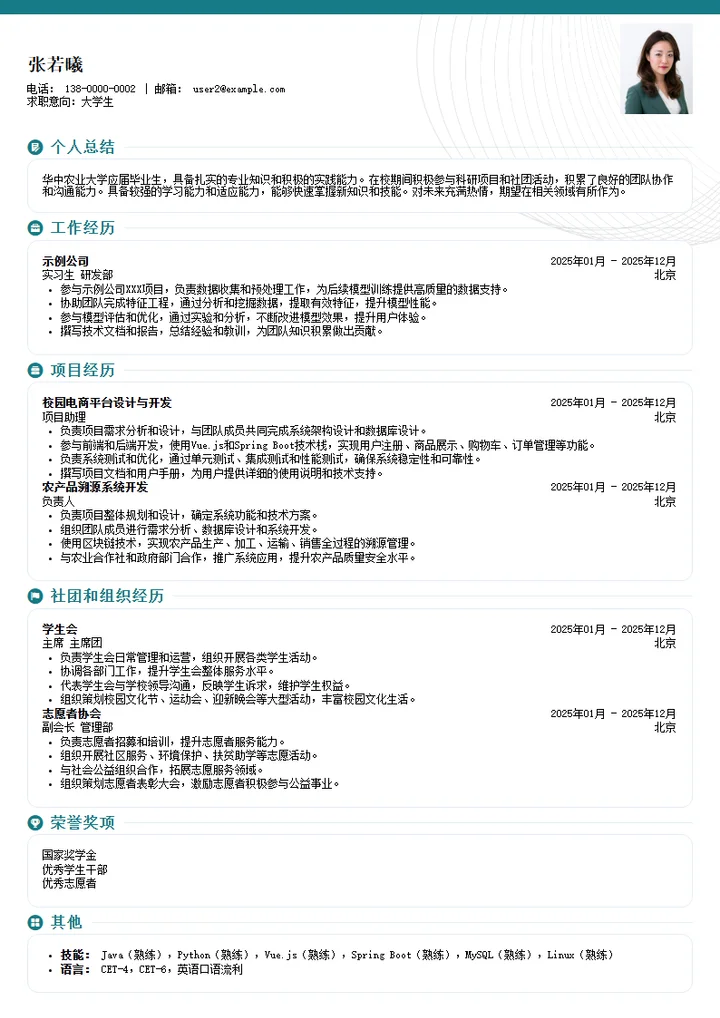 张若曦
电话： 138-0000-0002 | 邮箱： user2@example.com
求职意向：大学生
个人总结
华中农业大学应届毕业生，具备扎实的专业知识和积极的实践能力。在校期间积极参与科研项目和社团活动，积累了良好的团队协作
和沟通能力。具备较强的学习能力和适应能力，能够快速掌握新知识和技能。对未来充满热情，期望在相关领域有所作为。
工作经历
示例公司 2025年01月 - 2025年12月
实习生 研发部 北京
• 参与示例公司XXX项目，负责数据收集和预处理工作，为后续模型训练提供高质量的数据支持。
• 协助团队完成特征工程，通过分析和挖掘数据，提取有效特征，提升模型性能。
• 参与模型评估和优化，通过实验和分析，不断改进模型效果，提升用户体验。
• 撰写技术文档和报告，总结经验和教训，为团队知识积累做出贡献。
项目经历
校园电商平台设计与开发 2025年01月 - 2025年12月
项目助理 北京
• 负责项目需求分析和设计，与团队成员共同完成系统架构设计和数据库设计。
• 参与前端和后端开发，使用Vue.js和Spring Boot技术栈，实现用户注册、商品展示、购物车、订单管理等功能。
• 负责系统测试和优化，通过单元测试、集成测试和性能测试，确保系统稳定性和可靠性。
• 撰写项目文档和用户手册，为用户提供详细的使用说明和技术支持。
农产品溯源系统开发 2025年01月 - 2025年12月
负责人 北京
• 负责项目整体规划和设计，确定系统功能和技术方案。
• 组织团队成员进行需求分析、数据库设计和系统开发。
• 使用区块链技术，实现农产品生产、加工、运输、销售全过程的溯源管理。
• 与农业合作社和政府部门合作，推广系统应用，提升农产品质量安全水平。
社团和组织经历
学生会 2025年01月 - 2025年12月
主席 主席团 北京
• 负责学生会日常管理和运营，组织开展各类学生活动。
• 协调各部门工作，提升学生会整体服务水平。
• 代表学生会与学校领导沟通，反映学生诉求，维护学生权益。
• 组织策划校园文化节、运动会、迎新晚会等大型活动，丰富校园文化生活。
志愿者协会 2025年01月 - 2025年12月
副会长 管理部 北京
• 负责志愿者招募和培训，提升志愿者服务能力。
• 组织开展社区服务、环境保护、扶贫助学等志愿活动。
• 与社会公益组织合作，拓展志愿服务领域。
• 组织策划志愿者表彰大会，激励志愿者积极参与公益事业。
荣誉奖项
国家奖学金
优秀学生干部
优秀志愿者
其他
• 技能： Java（熟练）, Python（熟练）, Vue.js（熟练）, Spring Boot（熟练）, MySQL（熟练）, Linux（熟练）
• 语言： CET-4, CET-6, 英语口语流利